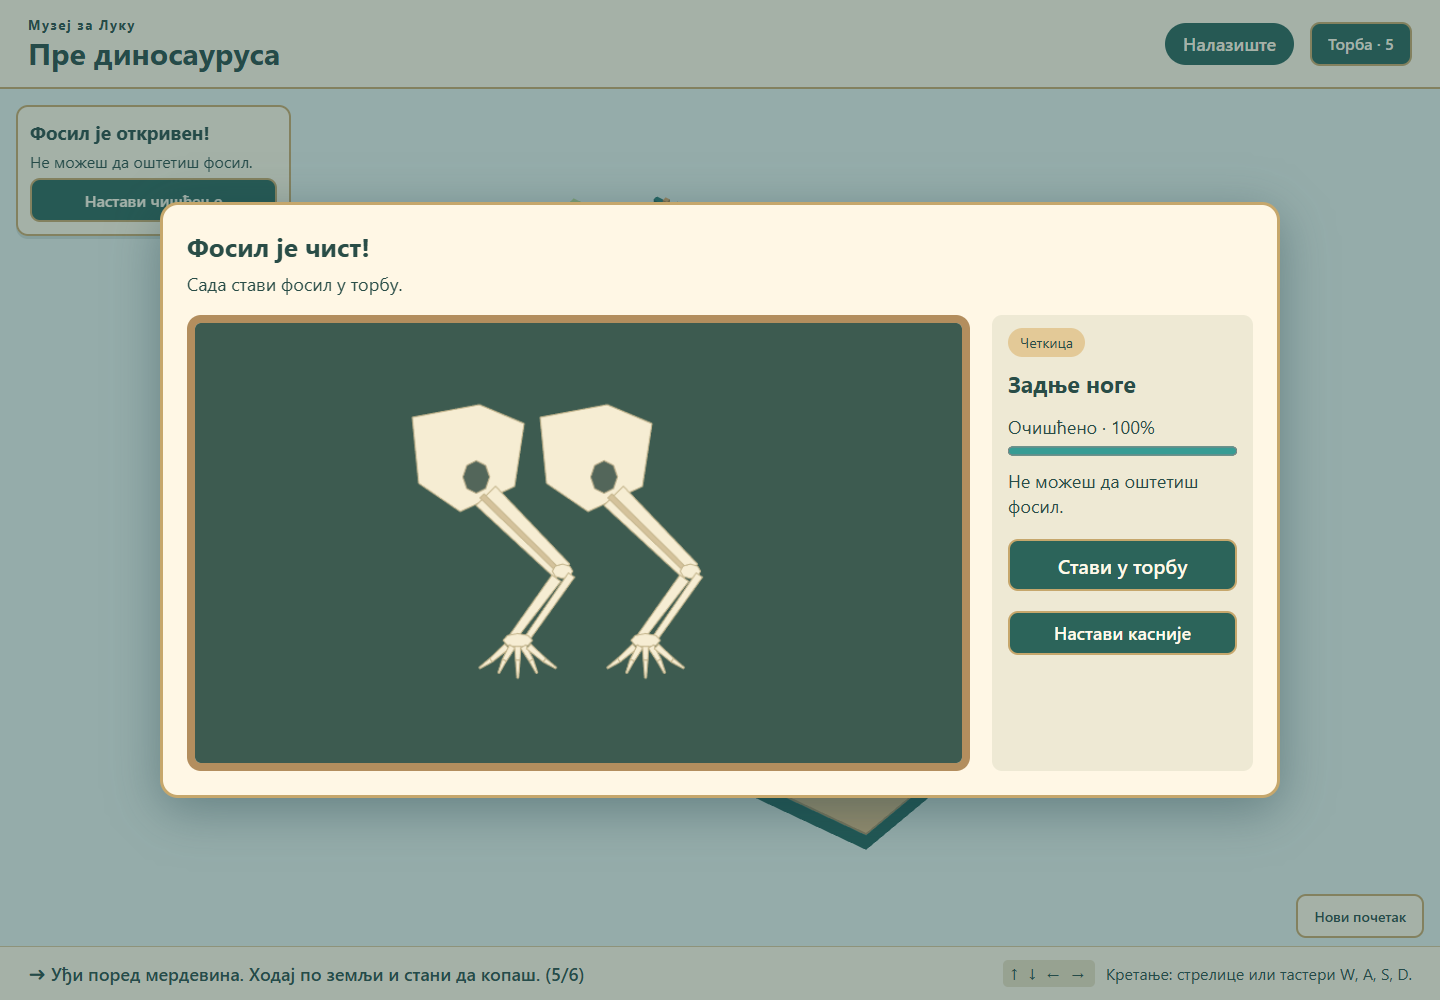 Музеј за Луку
Пре диносауруса
Налазиште
Торба · 5
Фосил је откривен!
Не можеш да оштетиш фосил.
Настави чишћење
Фосил је чист!
Сада стави фосил у торбу.
Четкица
Задње ноге
Очишћено · 100%
Не можеш да оштетиш
фосил.
Стави у торбу
Настави касније
Нови почетак
→ Уђи поред мердевина. Ходај по земљи и стани да копаш. (5/6)
↑ ↓ ← → Кретање: стрелице или тастери W, A, S, D.